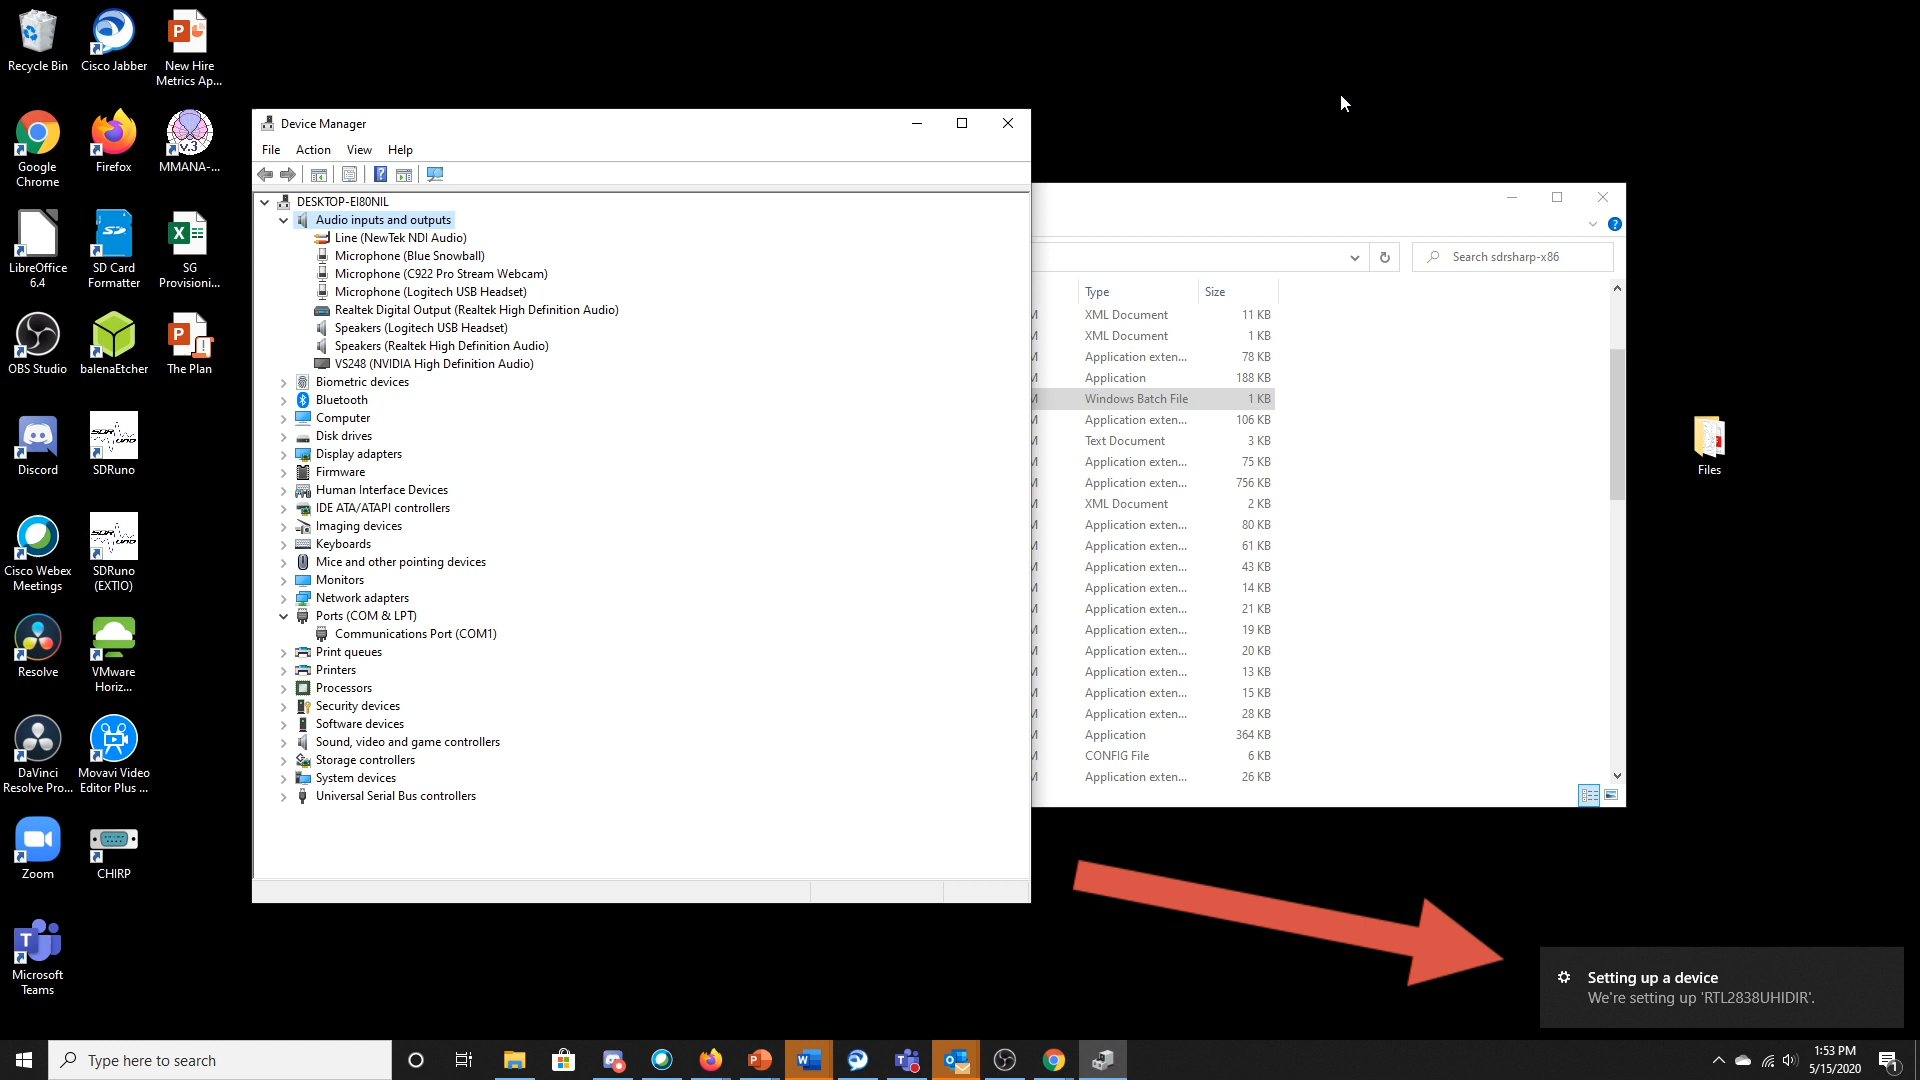 Recycle Bin
Cisco Jabber
New Hire
Metrics Ap...
Google
Chrome
Firefox
v.3
MMANA-...
LibreOffice
6.4
SD Card
Formatter
SG
Provisioni...
OBS Studio
balenaEtcher
The Plan
Discord
SDRuno
Cisco Webex
Meetings
SDRuno
(EXTIO)
Resolve
VMware
Horiz...
DaVinci
Resolve Pro...
Movavi Video
Editor Plus ...
Zoom
CHIRP
Microsoft
Teams
Device Manager
File Action View Help
DESKTOP-EI80NIL
Audio inputs and outputs
Line (NewTek NDI Audio)
Microphone (Blue Snowball)
Microphone (C922 Pro Stream Webcam)
Microphone (Logitech USB Headset)
Realtek Digital Output (Realtek High Definition Audio)
Speakers (Logitech USB Headset)
Speakers (Realtek High Definition Audio)
VS248 (NVIDIA High Definition Audio)
Biometric devices
Bluetooth
Computer
Disk drives
Display adapters
Firmware
Human Interface Devices
IDE ATA/ATAPI controllers
Imaging devices
Keyboards
Mice and other pointing devices
Monitors
Network adapters
Ports (COM & LPT)
Communications Port (COM1)
Print queues
Printers
Processors
Security devices
Software devices
Sound, video and game controllers
Storage controllers
System devices
Universal Serial Bus controllers
Search sdrsharp-x86
Type Size
XML Document 11 KB
XML Document 1 KB
Application exten... 78 KB
Application 188 KB
Windows Batch File 1 KB
Application exten... 106 KB
Text Document 3 KB
Application exten... 75 KB
Application exten... 756 KB
XML Document 2 KB
Application exten... 80 KB
Application exten... 61 KB
Application exten... 43 KB
Application exten... 14 KB
Application exten... 21 KB
Application exten... 19 KB
Application exten... 20 KB
Application exten... 13 KB
Application exten... 15 KB
Application exten... 28 KB
Application 364 KB
CONFIG File 6 KB
Application exten... 26 KB
Files
Setting up a device
We're setting up 'RTL2838UHIDIR'.
Type here to search
1:53 PM
5/15/2020
1